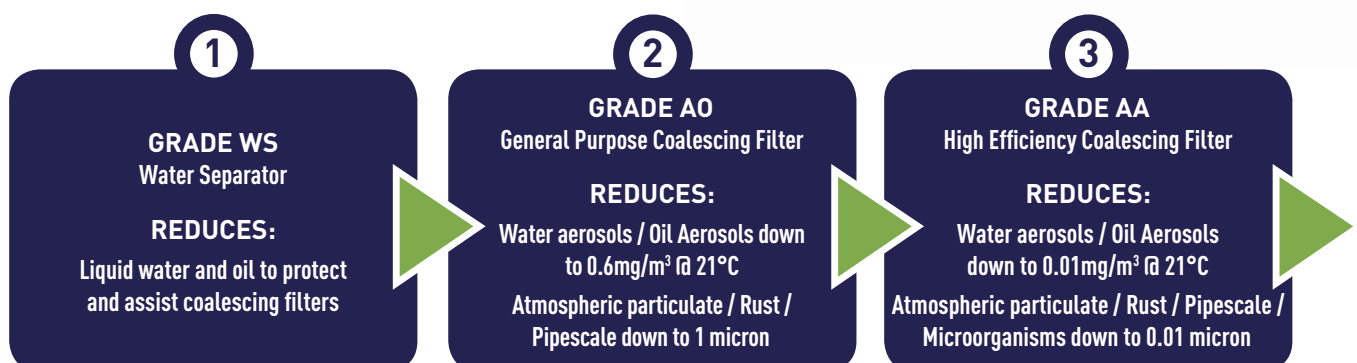 1
GRADE WS
Water Separator
REDUCES:
Liquid water and oil to protect
and assist coalescing filters
2
GRADE AO
General Purpose Coalescing Filter
REDUCES:
Water aerosols / Oil Aerosols down
to 0.6mg/m³ @ 21°C
Atmospheric particulate / Rust /
Pipescale down to 1 micron
3
GRADE AA
High Efficiency Coalescing Filter
REDUCES:
Water aerosols / Oil Aerosols
down to 0.01mg/m³ @ 21°C
Atmospheric particulate / Rust / Pipescale /
Microorganisms down to 0.01 micron